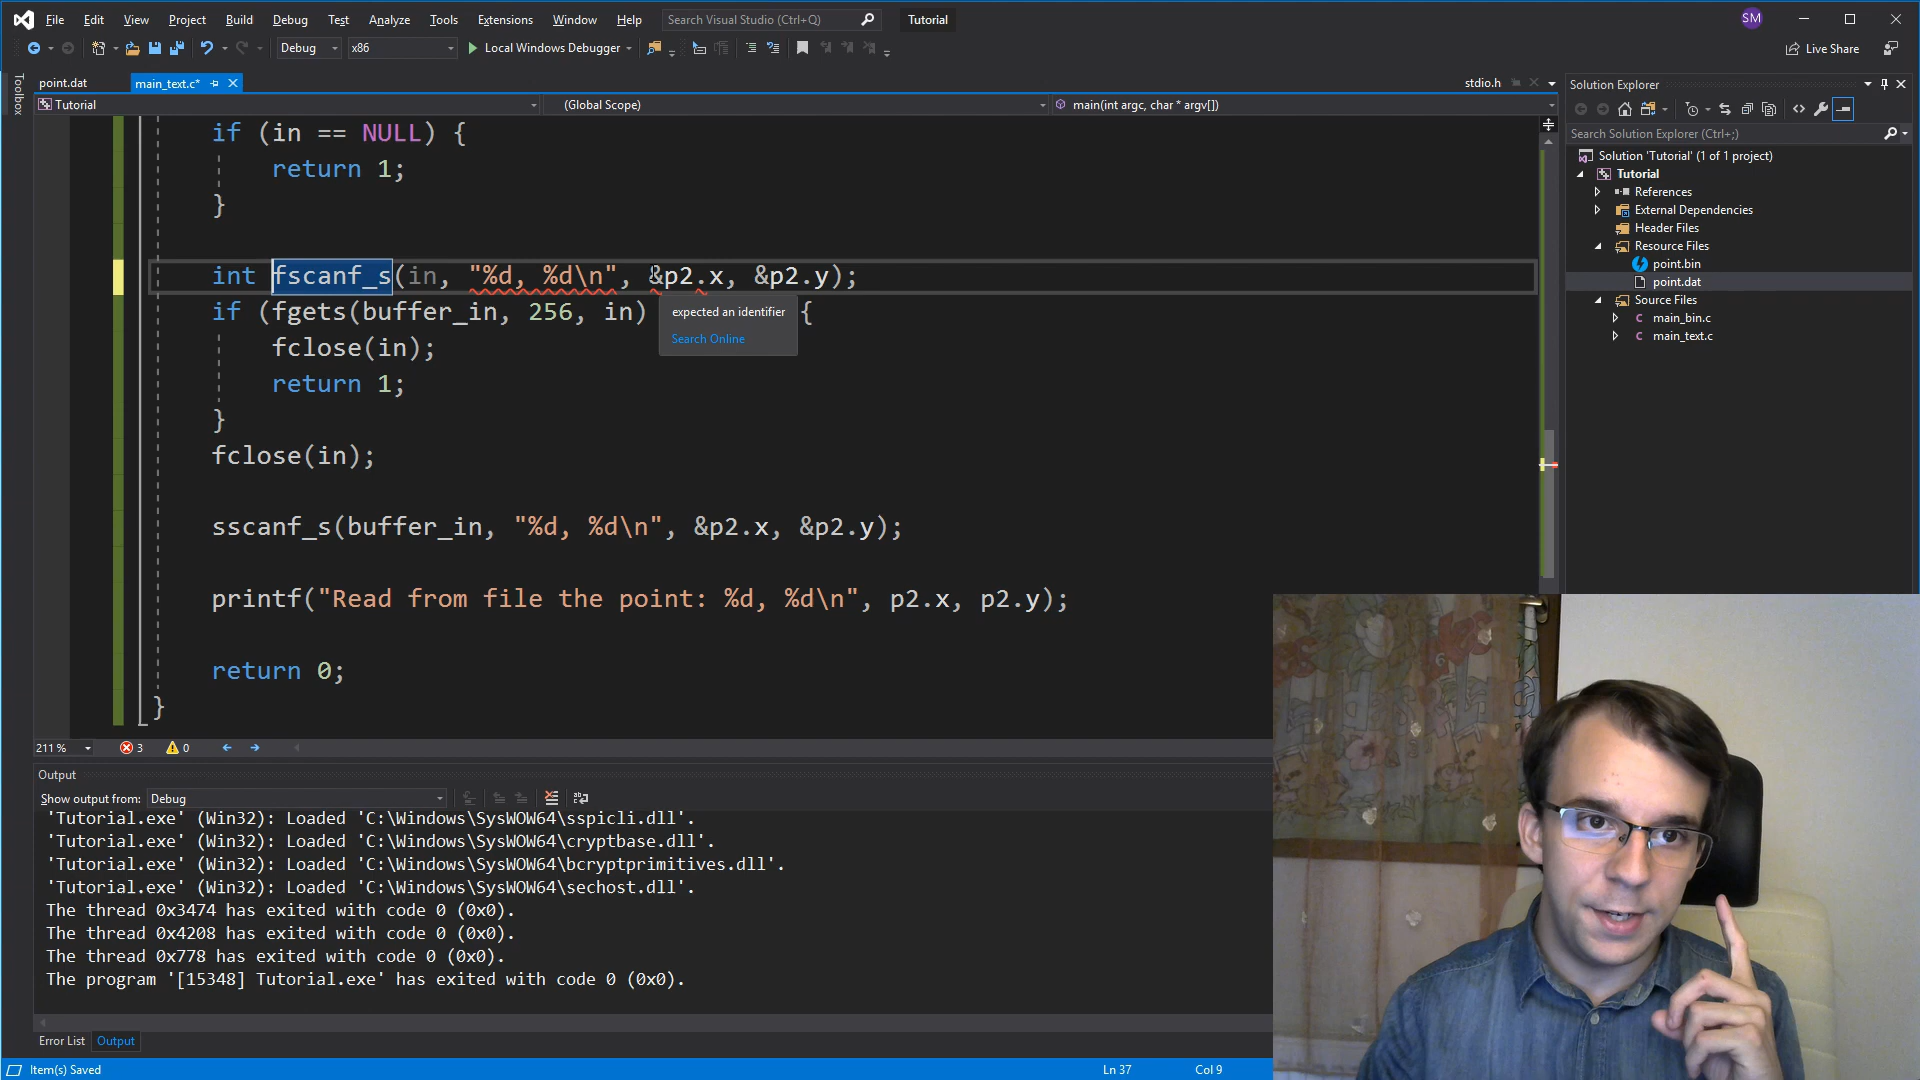 File Edit View Project Build Debug Test Analyze Tools Extensions Window Help Search Visual Studio (Ctrl+Q) Tutorial SM
Debug x86 Local Windows Debugger Live Share
Toolbox
point.dat main_text.c* stdio.h
Tutorial (Global Scope) main(int argc, char * argv[])
if (in == NULL) {
return 1;
}
int fscanf_s(in, "%d, %d\n", &p2.x, &p2.y);
if (fgets(buffer_in, 256, in) {
expected an identifier
Search Online
fclose(in);
return 1;
}
fclose(in);
sscanf_s(buffer_in, "%d, %d\n", &p2.x, &p2.y);
printf("Read from file the point: %d, %d\n", p2.x, p2.y);
return 0;
}
211 % 3 0
Output
Show output from: Debug
'Tutorial.exe' (Win32): Loaded 'C:\Windows\SysWOW64\sspicli.dll'.
'Tutorial.exe' (Win32): Loaded 'C:\Windows\SysWOW64\cryptbase.dll'.
'Tutorial.exe' (Win32): Loaded 'C:\Windows\SysWOW64\bcryptprimitives.dll'.
'Tutorial.exe' (Win32): Loaded 'C:\Windows\SysWOW64\sechost.dll'.
The thread 0x3474 has exited with code 0 (0x0).
The thread 0x4208 has exited with code 0 (0x0).
The thread 0x778 has exited with code 0 (0x0).
The program '[15348] Tutorial.exe' has exited with code 0 (0x0).
Error List Output
Item(s) Saved Ln 37 Col 9
Solution Explorer
Search Solution Explorer (Ctrl+;)
Solution 'Tutorial' (1 of 1 project)
Tutorial
References
External Dependencies
Header Files
Resource Files
point.bin
point.dat
Source Files
main_bin.c
main_text.c